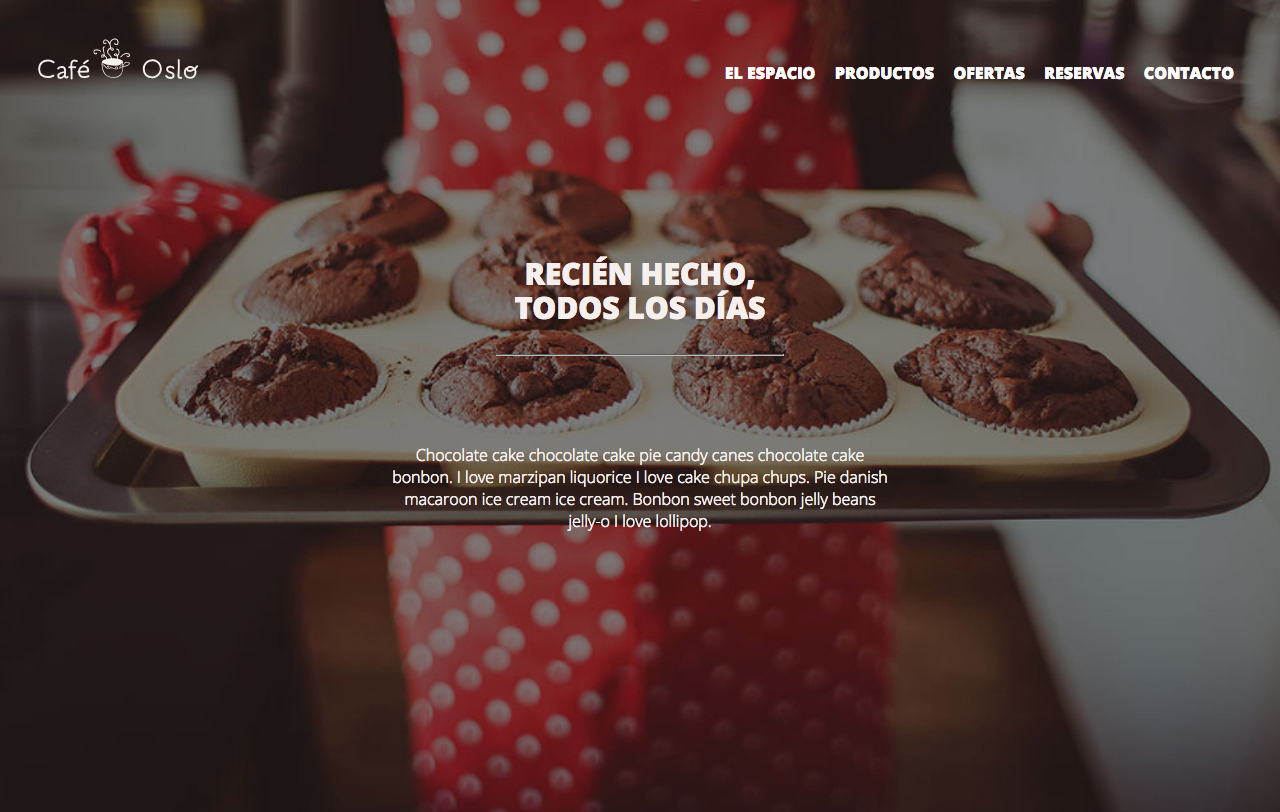 Café Oslo
EL ESPACIO PRODUCTOS OFERTAS RESERVAS CONTACTO
RECIÉN HECHO,
TODOS LOS DÍAS
Chocolate cake chocolate cake pie candy canes chocolate cake
bonbon. I love marzipan liquorice I love cake chupa chups. Pie danish
macaroon ice cream ice cream. Bonbon sweet bonbon jelly beans
jelly-o I love lollipop.